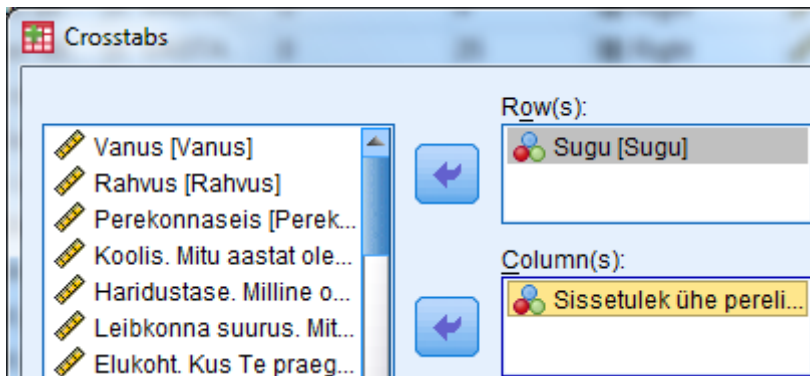 Crosstabs
Vanus [Vanus]
Rahvus [Rahvus]
Perekonnaseis [Perek...
Koolis. Mitu aastat ole...
Haridustase. Milline o...
Leibkonna suurus. Mit...
Elukoht. Kus Te praeg...
Row(s):
Sugu [Sugu]
Column(s):
Sissetulek ühe pereli...